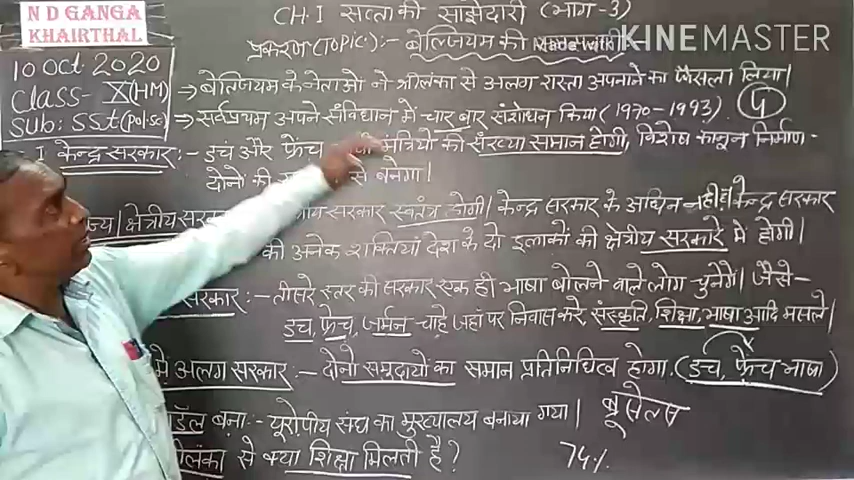 N D GANGA
KHAIRTHAL
CH.I सत्ता की साझेदारी (भाग-3)
प्रकरण (TOPIC):- बेल्जियम की
Made with KINEMASTER
10 Oct 2020
Class- X(HM)
Sub: SSt(Pol.Sc)
→ बेल्जियम के नेताओ ने श्रीलंका से अलग रास्ता अपनाने का फैसला लिया।
→ सर्वप्रथम अपने संविधान में चार बार संशोधन किया (1970-1993). 4
I केन्द्र सरकार:- डचं और फ्रेंच मंत्रियो की सँख्या समान होगी, विशेष कानून निर्माण-
दोनों की से बनेगा।
राज्य| क्षेत्रीय सरकार सरकार स्वतंत्र होगी। केन्द्र सरकार के अधिन नही। केन्द्र सरकार
की अनेक शक्तियां देश के दो इलाकों की क्षेत्रीय सरकारे में होगी।
सरकार:- तीसरे स्तर की सरकार एक ही भाषा बोलने वाले लोग चुनेगें। जैसे-
डच, फ्रेच, जर्मन - चाहे जहां पर निवास करे, संस्कृति, शिक्षा, भाषा आदि मसले।
में अलग सरकार:- दोनो समुदायो का समान प्रतिनिधित्व होगा. (डच, फ्रेंच भाषा)
मॉडॅल बना:- यूरोपीय संघ का मुख्यालय बनाया गया। ब्रूसेल्स
श्रीलंका से क्या शिक्षा मिलती है? 74%